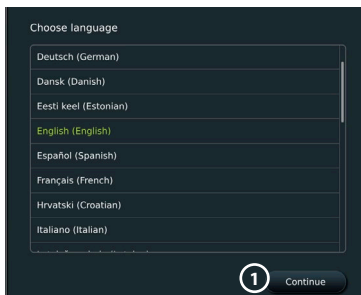 Choose language
Deutsch (German)
Dansk (Danish)
Eesti keel (Estonian)
English (English)
Español (Spanish)
Français (French)
Hrvatski (Croatian)
Italiano (Italian)
1 Continue